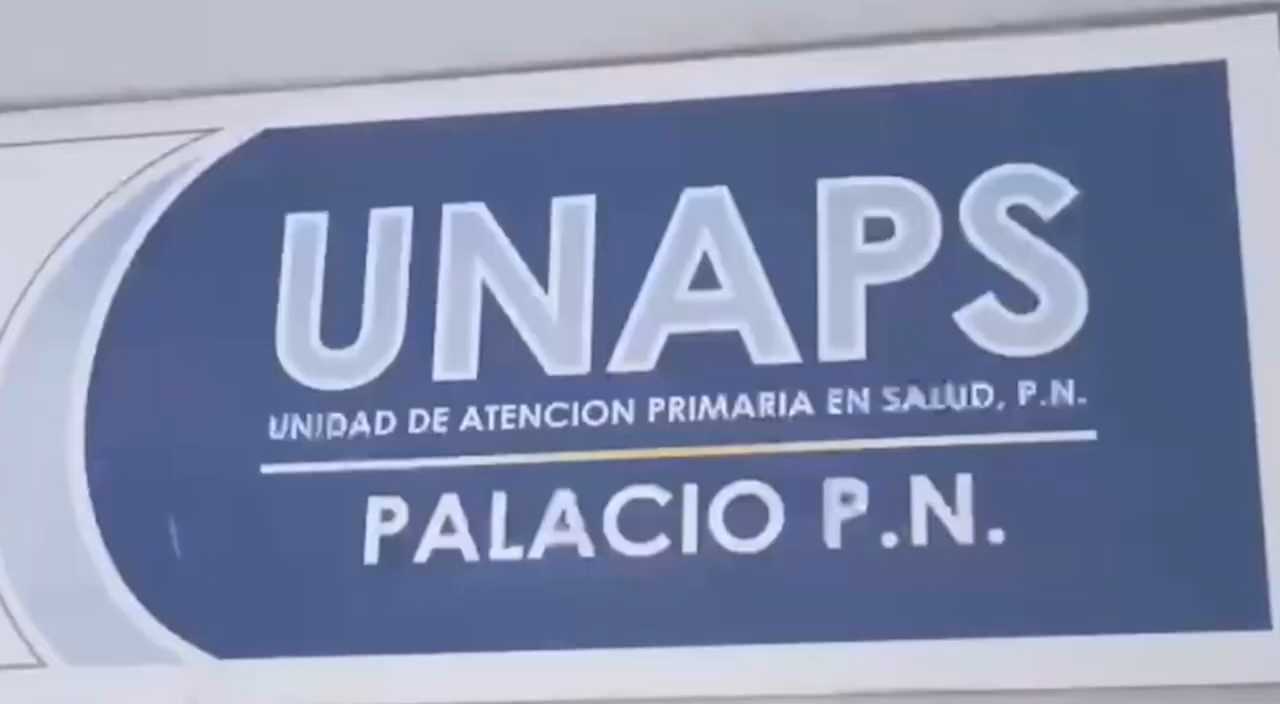 UNAPS
UNIDAD DE ATENCION PRIMARIA EN SALUD, P.N.
PALACIO P.N.